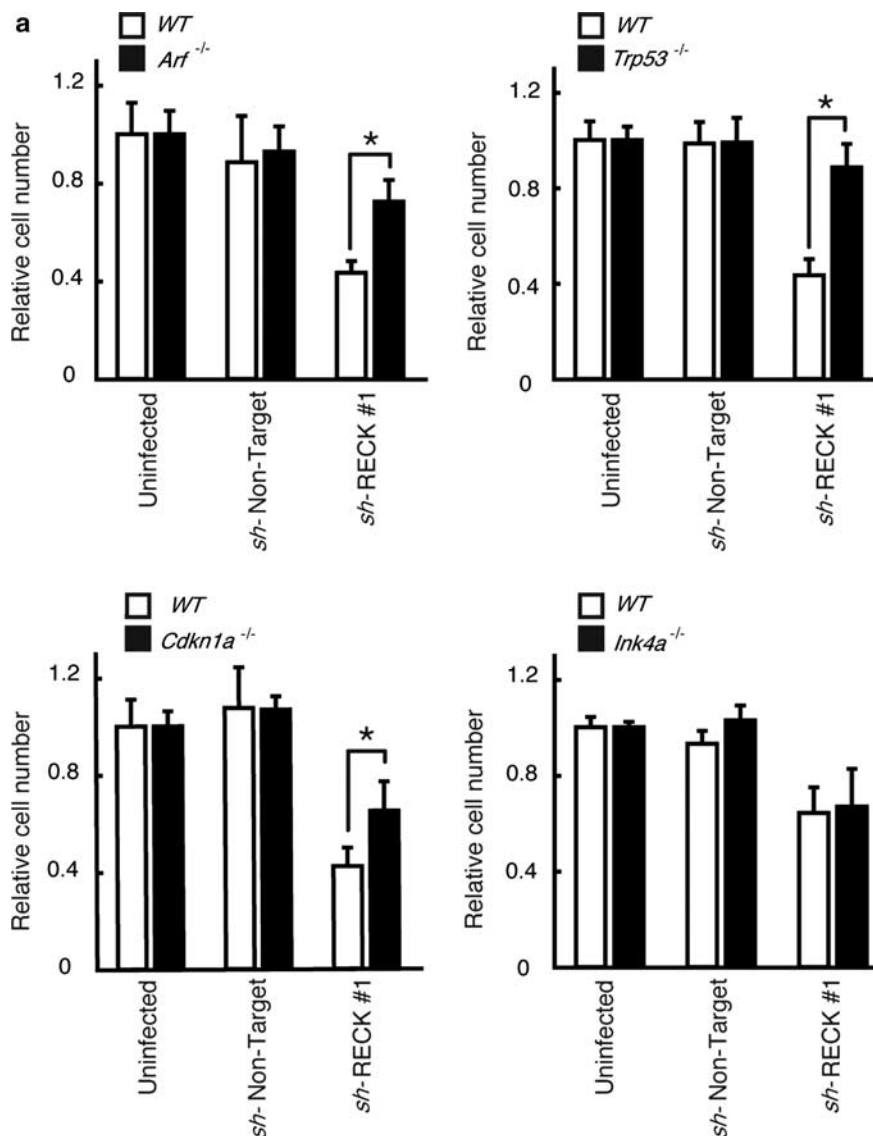 a
WT
Arf -/-
Relative cell number
1.2
0.8
0.4
0
*
Uninfected
sh- Non-Target
sh-RECK #1
WT
Trp53 -/-
Relative cell number
1.2
0.8
0.4
0
*
Uninfected
sh- Non-Target
sh-RECK #1
WT
Cdkn1a -/-
Relative cell number
1.2
0.8
0.4
0
*
Uninfected
sh- Non-Target
sh-RECK #1
WT
Ink4a -/-
Relative cell number
1.2
0.8
0.4
0
Uninfected
sh- Non-Target
sh-RECK #1